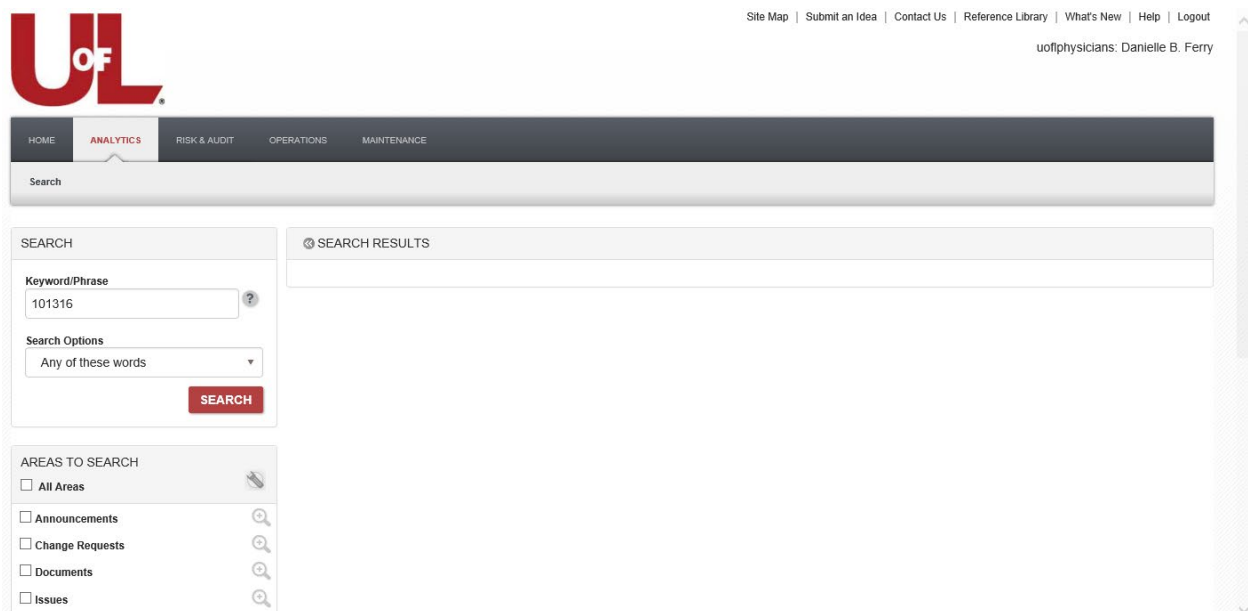 Site Map | Submit an Idea | Contact Us | Reference Library | What's New | Help | Logout
uoflphysicians: Danielle B. Ferry
UofL®
HOME ANALYTICS RISK & AUDIT OPERATIONS MAINTENANCE
Search
SEARCH
Keyword/Phrase
101316 ?
Search Options
Any of these words
SEARCH
AREAS TO SEARCH
All Areas
Announcements
Change Requests
Documents
Issues
SEARCH RESULTS